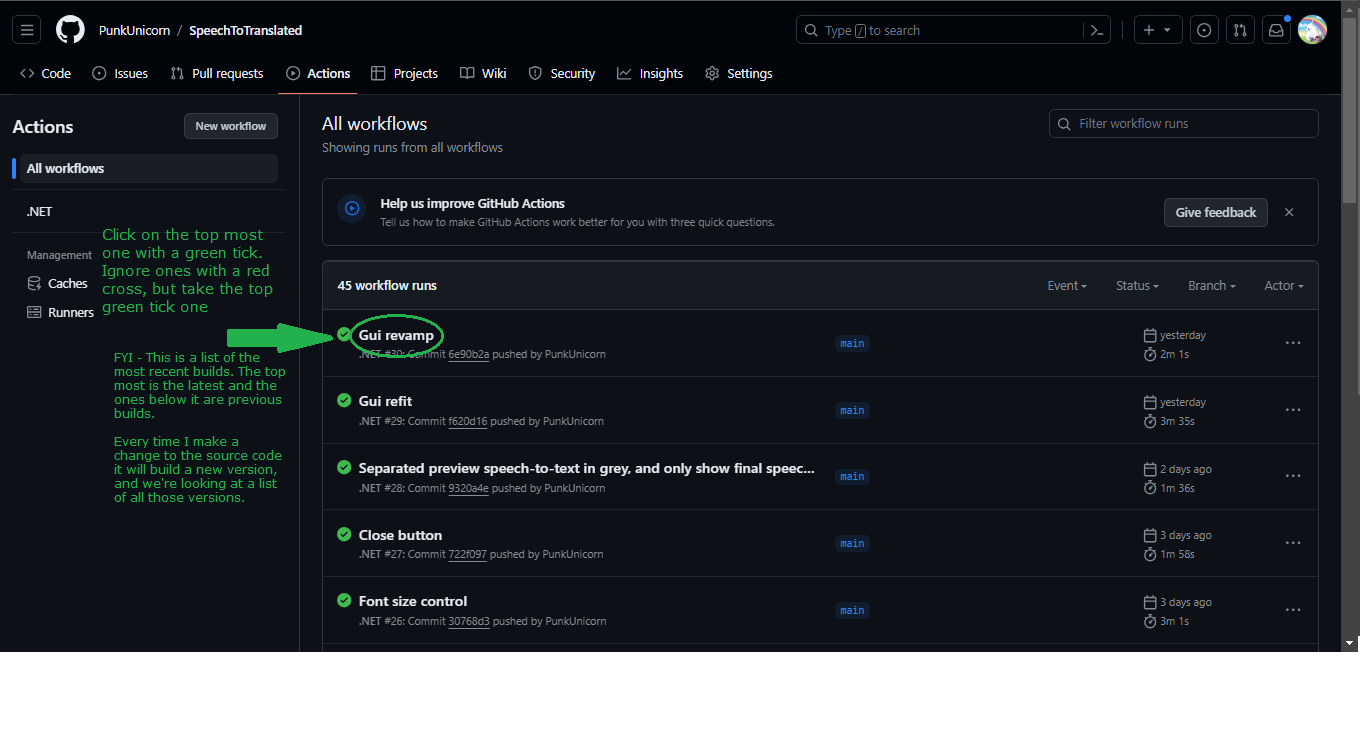 PunkUnicorn / SpeechToTranslated
Type / to search
Code
Issues
Pull requests
Actions
Projects
Wiki
Security
Insights
Settings
Actions
New workflow
All workflows
.NET
Management
Caches
Runners
Click on the top most
one with a green tick.
Ignore ones with a red
cross, but take the top
green tick one
FYI - This is a list of the
most recent builds. The top
most is the latest and the
ones below it are previous
builds.
Every time I make a
change to the source code
it will build a new version,
and we're looking at a list
of all those versions.
All workflows
Showing runs from all workflows
Filter workflow runs
Help us improve GitHub Actions
Tell us how to make GitHub Actions work better for you with three quick questions.
Give feedback
45 workflow runs
Event
Status
Branch
Actor
Gui revamp
.NET #30: Commit 6e90b2a pushed by PunkUnicorn
main
yesterday
2m 1s
Gui refit
.NET #29: Commit f620d16 pushed by PunkUnicorn
main
yesterday
3m 35s
Separated preview speech-to-text in grey, and only show final speec...
.NET #28: Commit 9320a4e pushed by PunkUnicorn
main
2 days ago
1m 36s
Close button
.NET #27: Commit 722f097 pushed by PunkUnicorn
main
3 days ago
1m 58s
Font size control
.NET #26: Commit 30768d3 pushed by PunkUnicorn
main
3 days ago
3m 1s